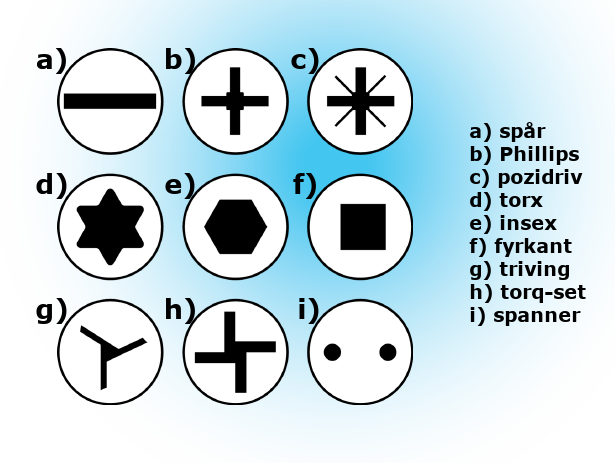 a) b) c)
d) e) f)
g) h) i)
a) spår
b) Phillips
c) pozidriv
d) torx
e) insex
f) fyrkant
g) triving
h) torq-set
i) spanner